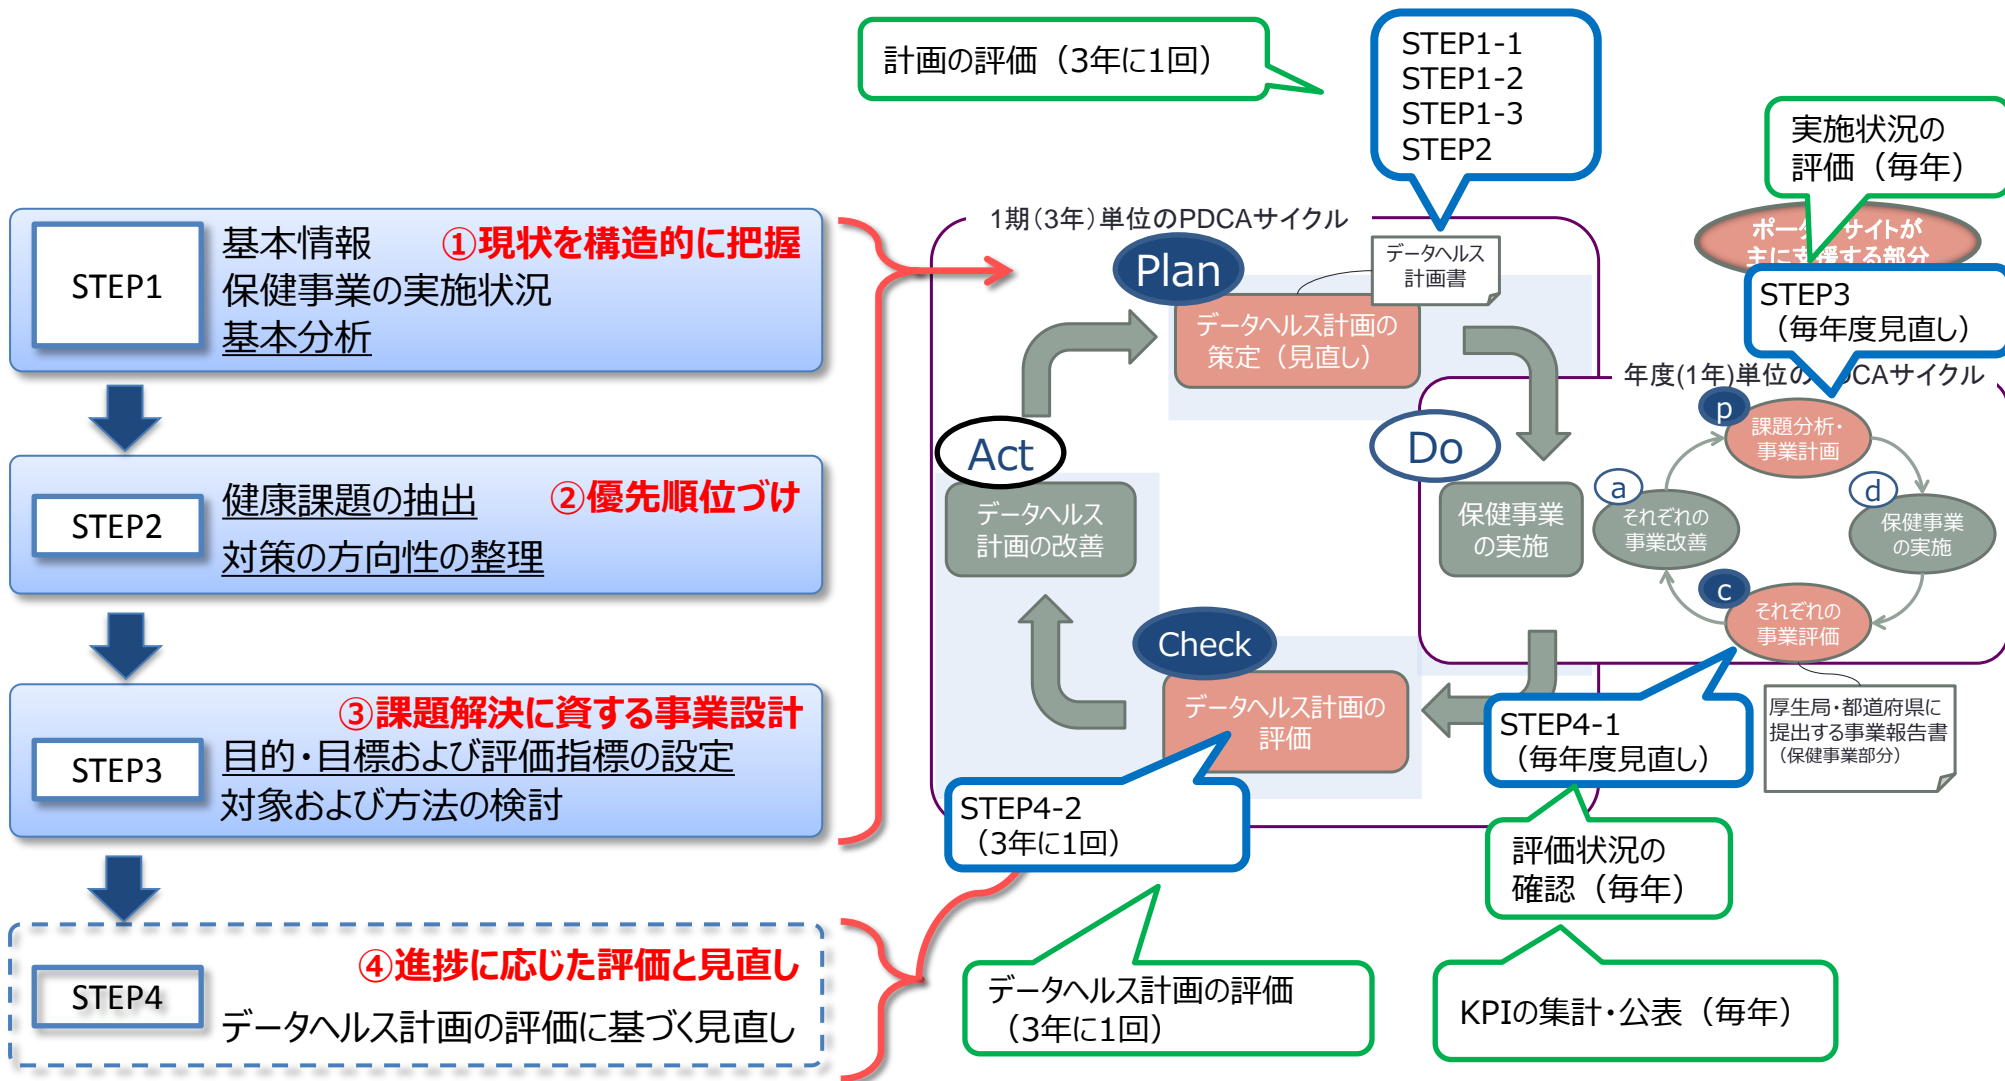 計画の評価（3年に1回）
STEP1-1
STEP1-2
STEP1-3
STEP2
実施状況の
評価（毎年）
STEP1
基本情報
①現状を構造的に把握
保健事業の実施状況
基本分析
STEP2
健康課題の抽出
②優先順位づけ
対策の方向性の整理
③課題解決に資する事業設計
STEP3
目的・目標および評価指標の設定
対象および方法の検討
④進捗に応じた評価と見直し
STEP4
データヘルス計画の評価に基づく見直し
1期（3年）単位のPDCAサイクル
Plan
データヘルス
計画書
データヘルス計画の
策定（見直し）
サイトが
主に支援する部分
STEP3
（毎年度見直し）
年度(1年)単位の
CAサイクル
Act
データヘルス
計画の改善
Do
保健事業
の実施
p
課題分析・
事業計画
a
それぞれの
事業改善
d
保健事業
の実施
c
それぞれの
事業評価
Check
データヘルス計画の
評価
STEP4-1
（毎年度見直し）
厚生局・都道府県に
提出する事業報告書
（保健事業部分）
STEP4-2
（3年に1回）
評価状況の
確認（毎年）
データヘルス計画の評価
（3年に1回）
KPIの集計・公表（毎年）